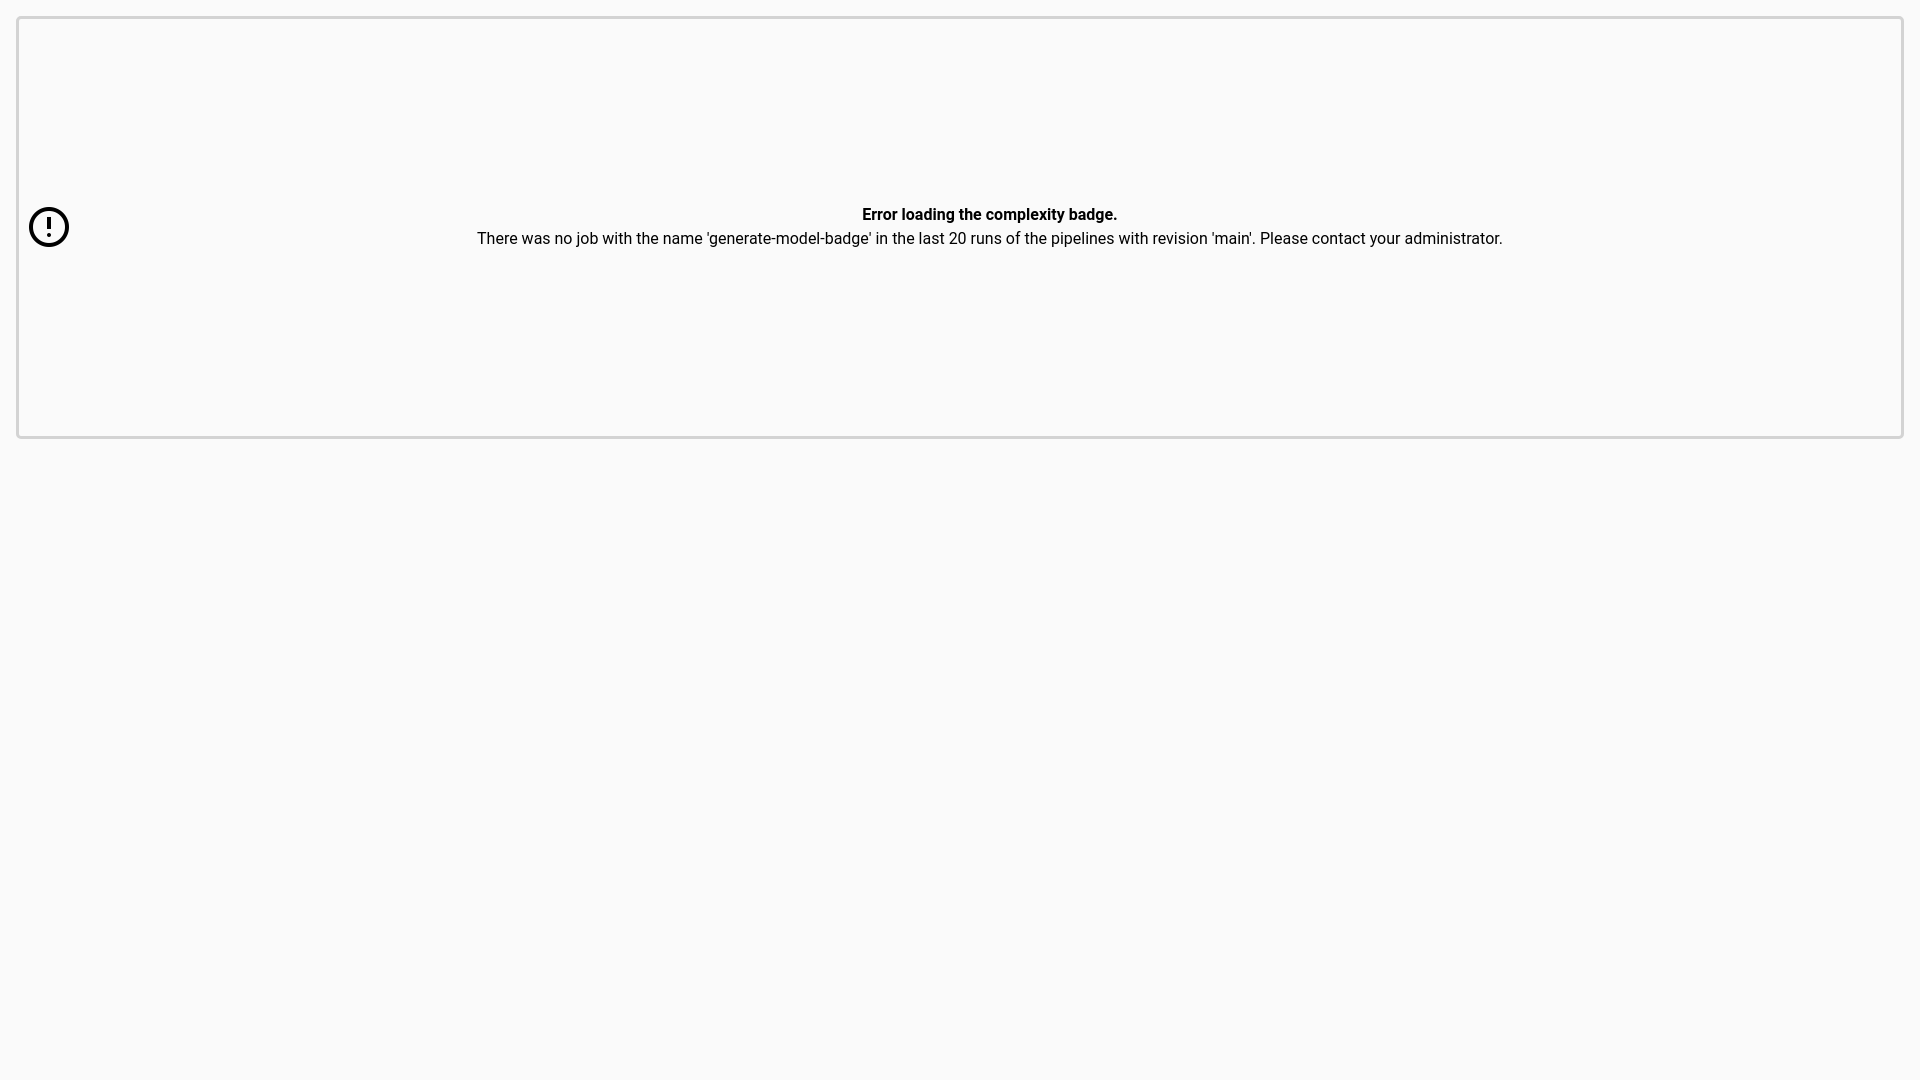 Error loading the complexity badge.
There was no job with the name 'generate-model-badge' in the last 20 runs of the pipelines with revision 'main'. Please contact your administrator.